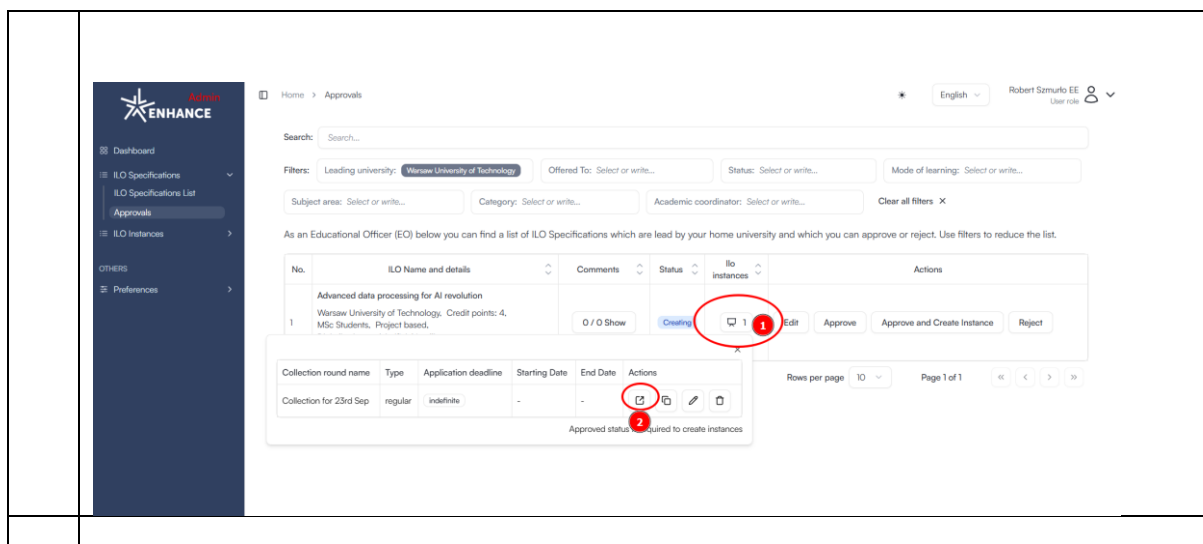 Admin
ENHANCE
Dashboard
ILO Specifications
ILO Specifications List
Approvals
ILO Instances
OTHERS
Preferences
Home > Approvals
English
Robert Szmurło EE
User role
Search: Search...
Filters: Leading university: Warsaw University of Technology Offered To: Select or write... Status: Select or write... Mode of learning: Select or write...
Subject area: Select or write... Category: Select or write... Academic coordinator: Select or write... Clear all filters X
As an Educational Officer (EO) below you can find a list of ILO Specifications which are lead by your home university and which you can approve or reject. Use filters to reduce the list.
No. ILO Name and details Comments Status Ilo instances Actions
Advanced data processing for AI revolution
Warsaw University of Technology, Credit points: 4,
1 MSc Students, Project based, 0 / 0 Show Creating 1 1 Edit Approve Approve and Create Instance Reject
Collection round name Type Application deadline Starting Date End Date Actions
Collection for 23rd Sep regular indefinite - -
2
Approved status required to create instances
Rows per page 10 Page 1 of 1 « < > »